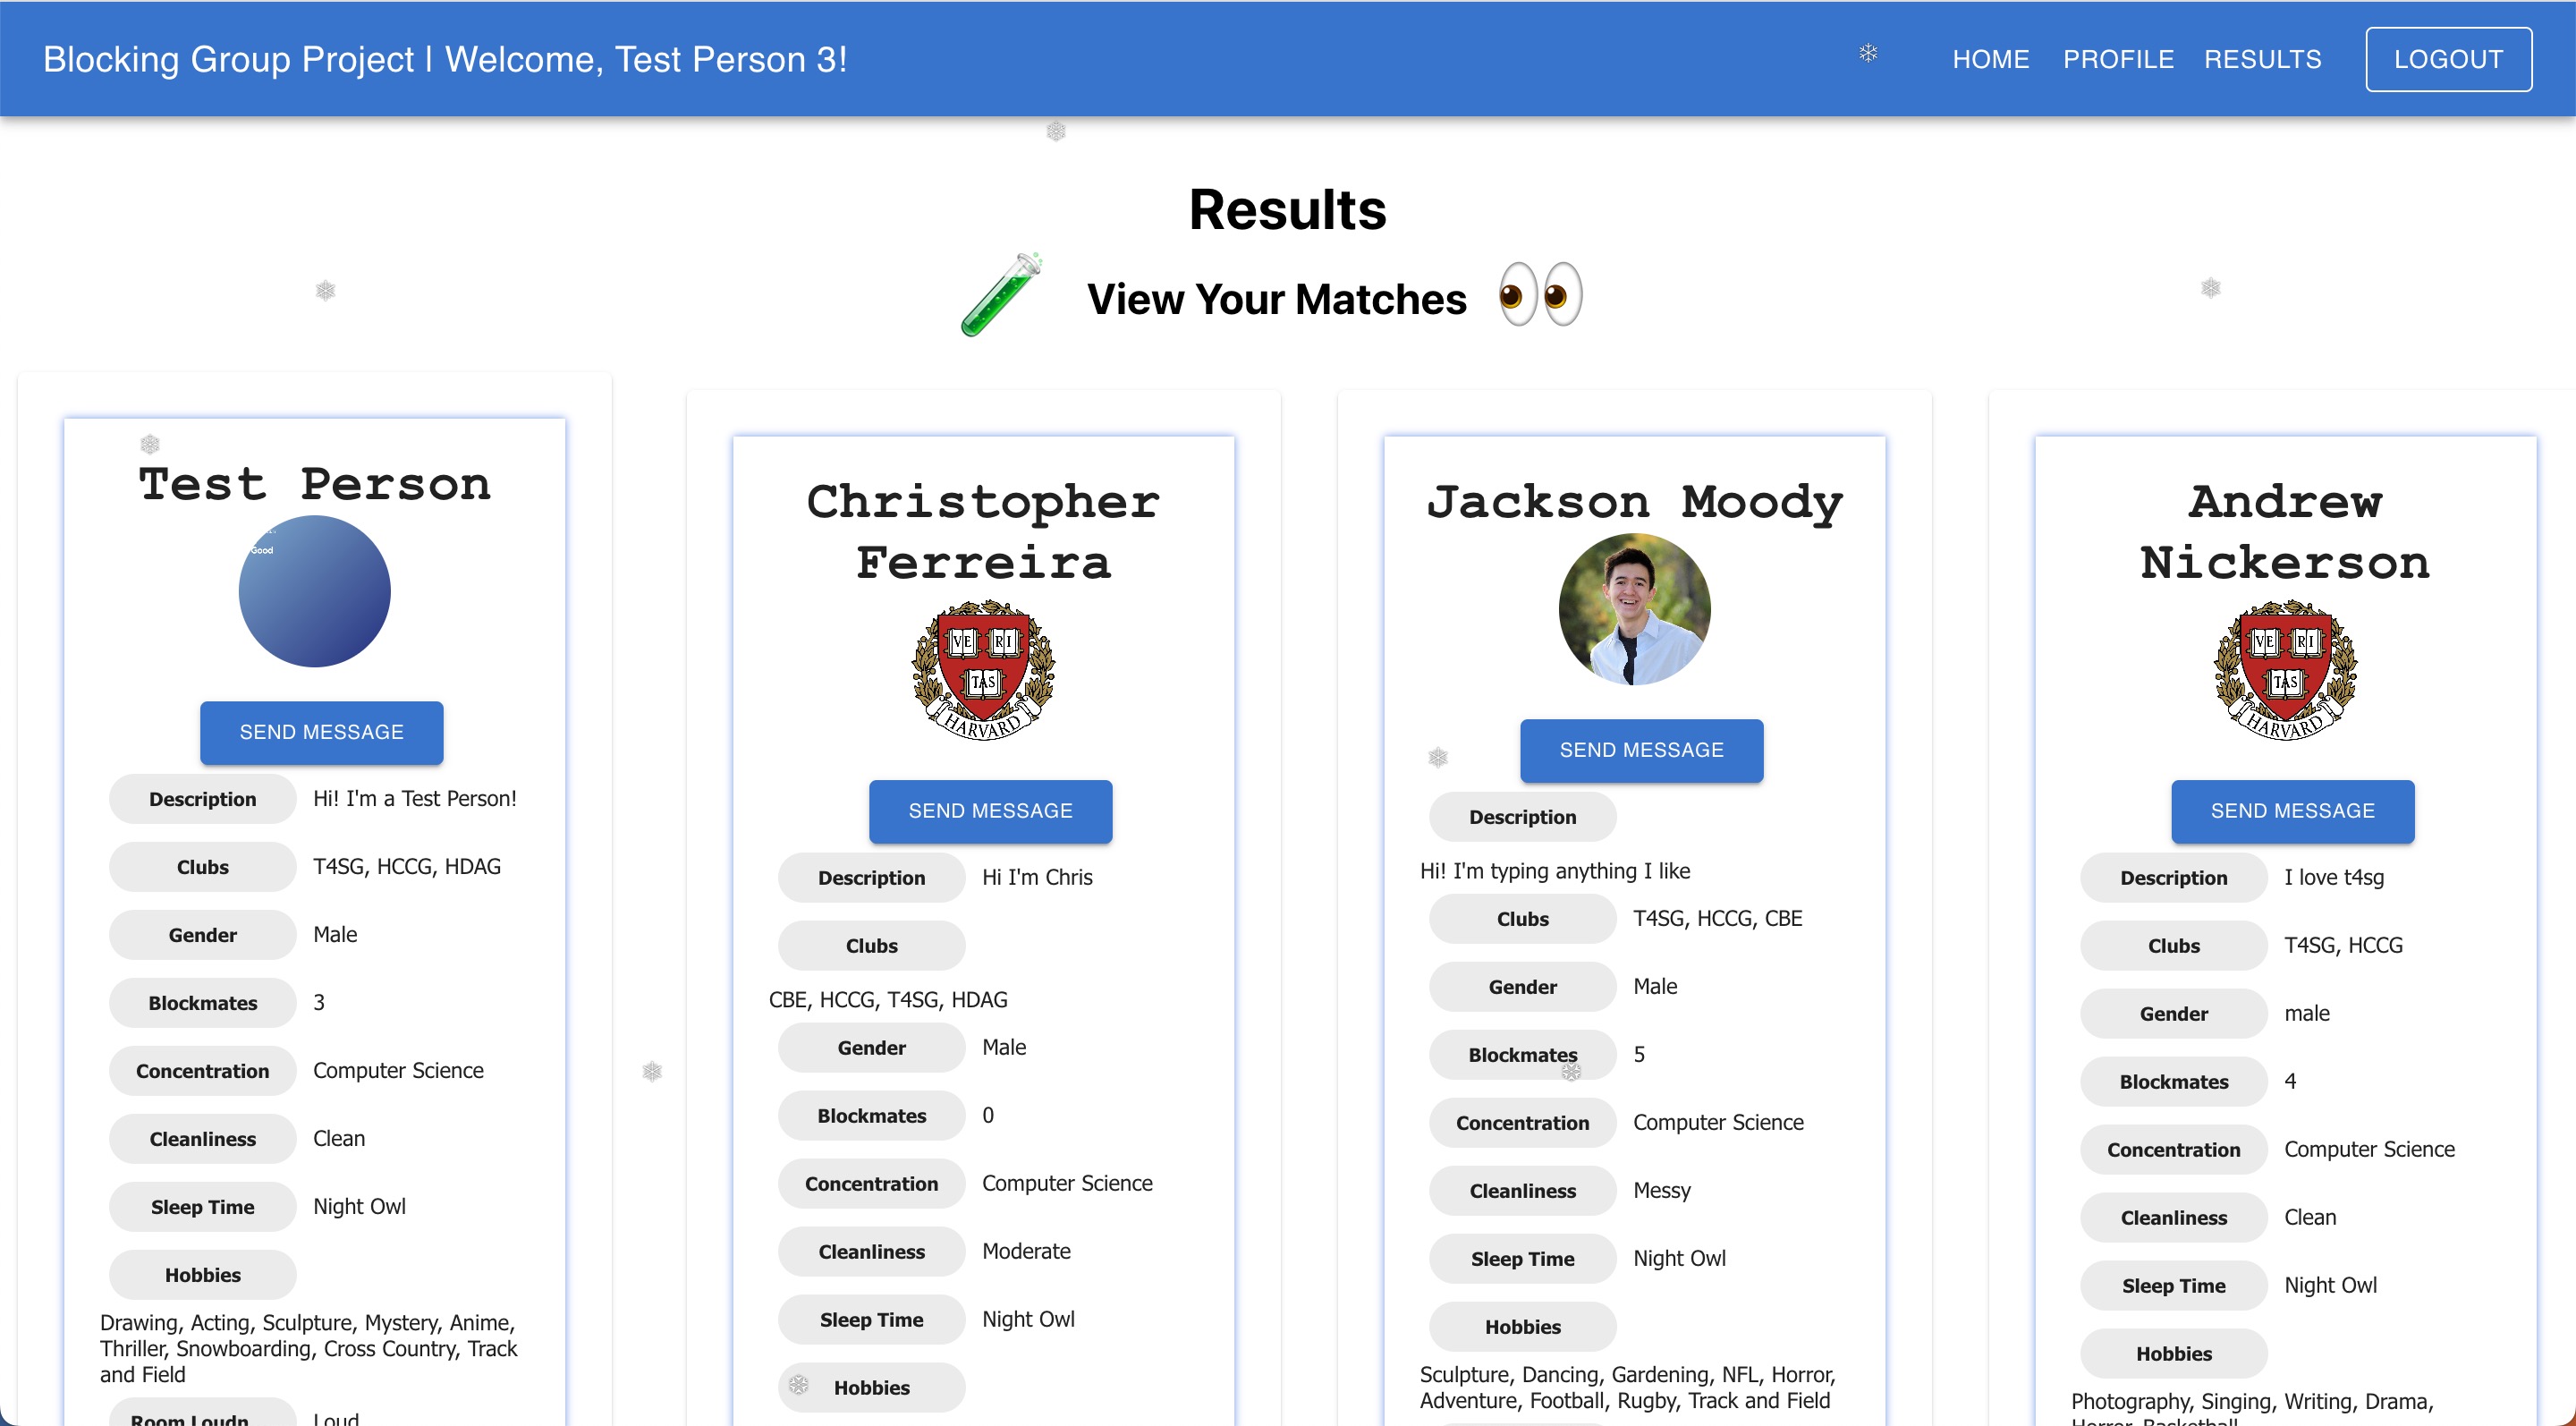 Blocking Group Project | Welcome, Test Person 3!
HOME PROFILE RESULTS LOGOUT
Results
View Your Matches
Test Person
Good
SEND MESSAGE
Description Hi! I'm a Test Person!
Clubs T4SG, HCCG, HDAG
Gender Male
Blockmates 3
Concentration Computer Science
Cleanliness Clean
Sleep Time Night Owl
Hobbies
Drawing, Acting, Sculpture, Mystery, Anime,
Thriller, Snowboarding, Cross Country, Track
and Field
Room Loudn Loud
Christopher
Ferreira
VE RI
TAS
HARVARD
SEND MESSAGE
Description Hi I'm Chris
Clubs
CBE, HCCG, T4SG, HDAG
Gender Male
Blockmates 0
Concentration Computer Science
Cleanliness Moderate
Sleep Time Night Owl
Hobbies
Jackson Moody
SEND MESSAGE
Description
Hi! I'm typing anything I like
Clubs T4SG, HCCG, CBE
Gender Male
Blockmates 5
Concentration Computer Science
Cleanliness Messy
Sleep Time Night Owl
Hobbies
Sculpture, Dancing, Gardening, NFL, Horror,
Adventure, Football, Rugby, Track and Field
Andrew
Nickerson
VE RI
TAS
HARVARD
SEND MESSAGE
Description I love t4sg
Clubs T4SG, HCCG
Gender male
Blockmates 4
Concentration Computer Science
Cleanliness Clean
Sleep Time Night Owl
Hobbies
Photography, Singing, Writing, Drama,
Horror, Basketball